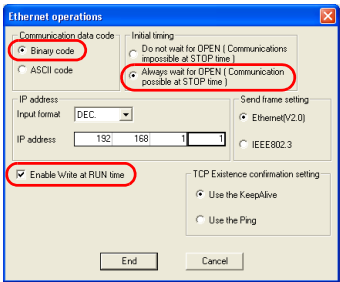 Ethernet operations
Communication data code
Binary code
ASCII code
Initial timing
Do not wait for OPEN ( Communications
impossible at STOP time )
Always wait for OPEN ( Communication
possible at STOP time )
IP address
Input format
DEC.
IP address
192 168 1 1
Send frame setting
Ethernet(V2.0)
IEEE802.3
Enable Write at RUN time
TCP Existence confirmation setting
Use the KeepAlive
Use the Ping
End
Cancel